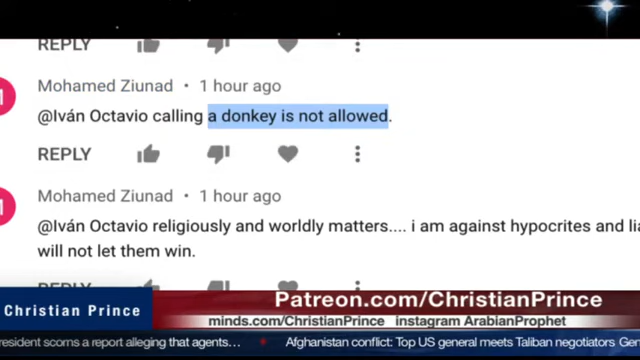 REPLY
Mohamed Ziunad • 1 hour ago
@Iván Octavio calling a donkey is not allowed.
REPLY
Mohamed Ziunad • 1 hour ago
@Iván Octavio religiously and worldly matters.... i am against hypocrites and lia
will not let them win.
REPLY
Christian Prince
Patreon.com/ChristianPrince
minds.com/ChristianPrince instagram ArabianProphet
resident scorns a report alleging that agents... Afghanistan conflict: Top US general meets Taliban negotiators Gen